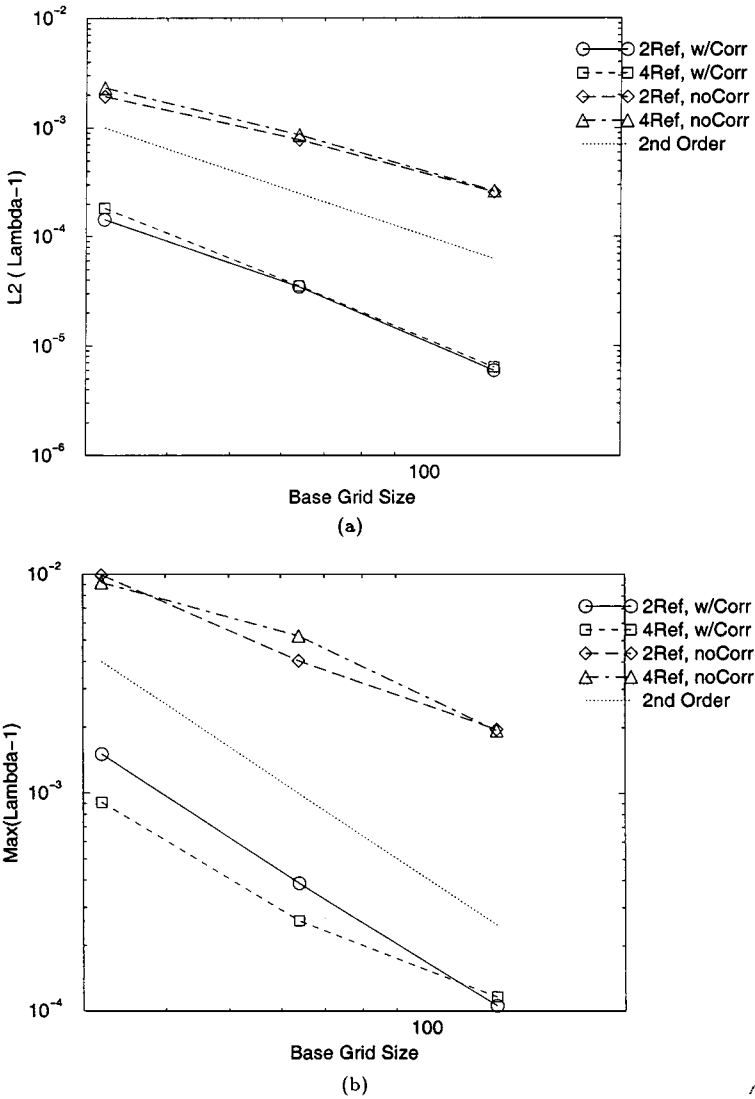 10−2
10−3
10−4
10−5
10−6
L2 ( Lambda−1)
100
Base Grid Size
2Ref, w/Corr
4Ref, w/Corr
2Ref, noCorr
4Ref, noCorr
2nd Order
(a)
10−2
10−3
10−4
Max(Lambda−1)
100
Base Grid Size
2Ref, w/Corr
4Ref, w/Corr
2Ref, noCorr
4Ref, noCorr
2nd Order
(b)